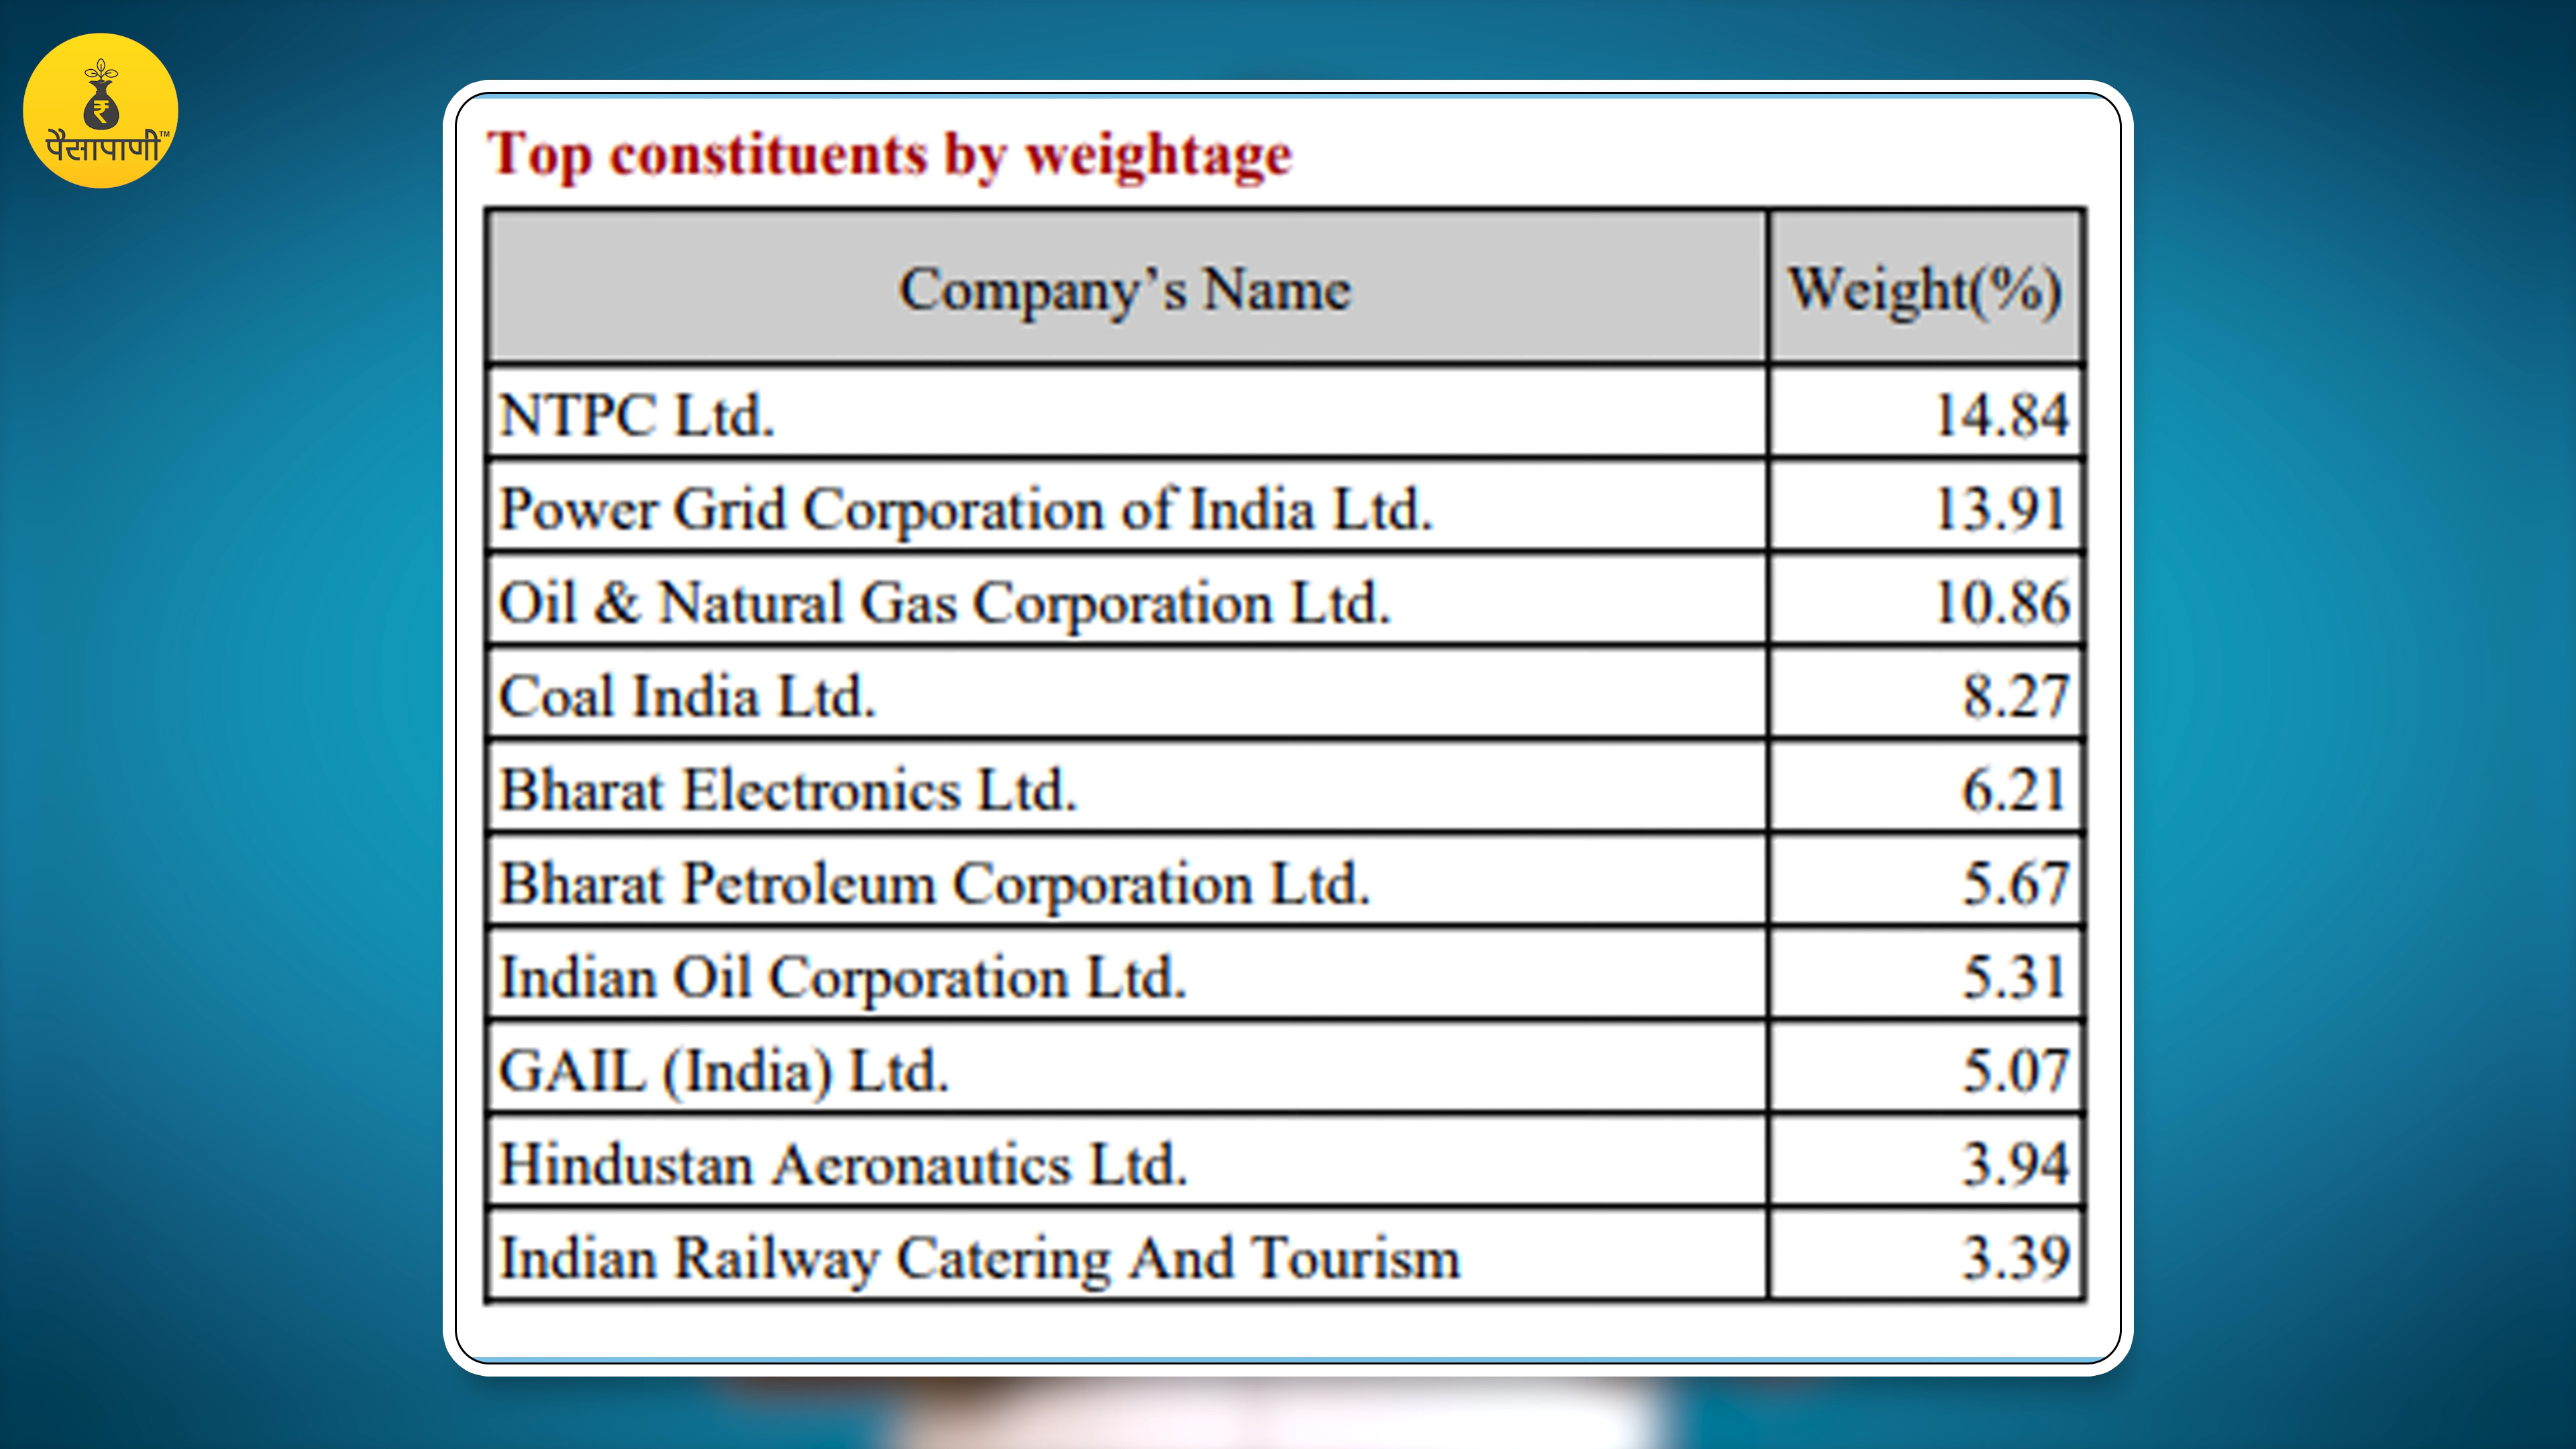 ₹
पैसापाणी™
Top constituents by weightage
Company’s Name Weight(%)
NTPC Ltd. 14.84
Power Grid Corporation of India Ltd. 13.91
Oil & Natural Gas Corporation Ltd. 10.86
Coal India Ltd. 8.27
Bharat Electronics Ltd. 6.21
Bharat Petroleum Corporation Ltd. 5.67
Indian Oil Corporation Ltd. 5.31
GAIL (India) Ltd. 5.07
Hindustan Aeronautics Ltd. 3.94
Indian Railway Catering And Tourism 3.39